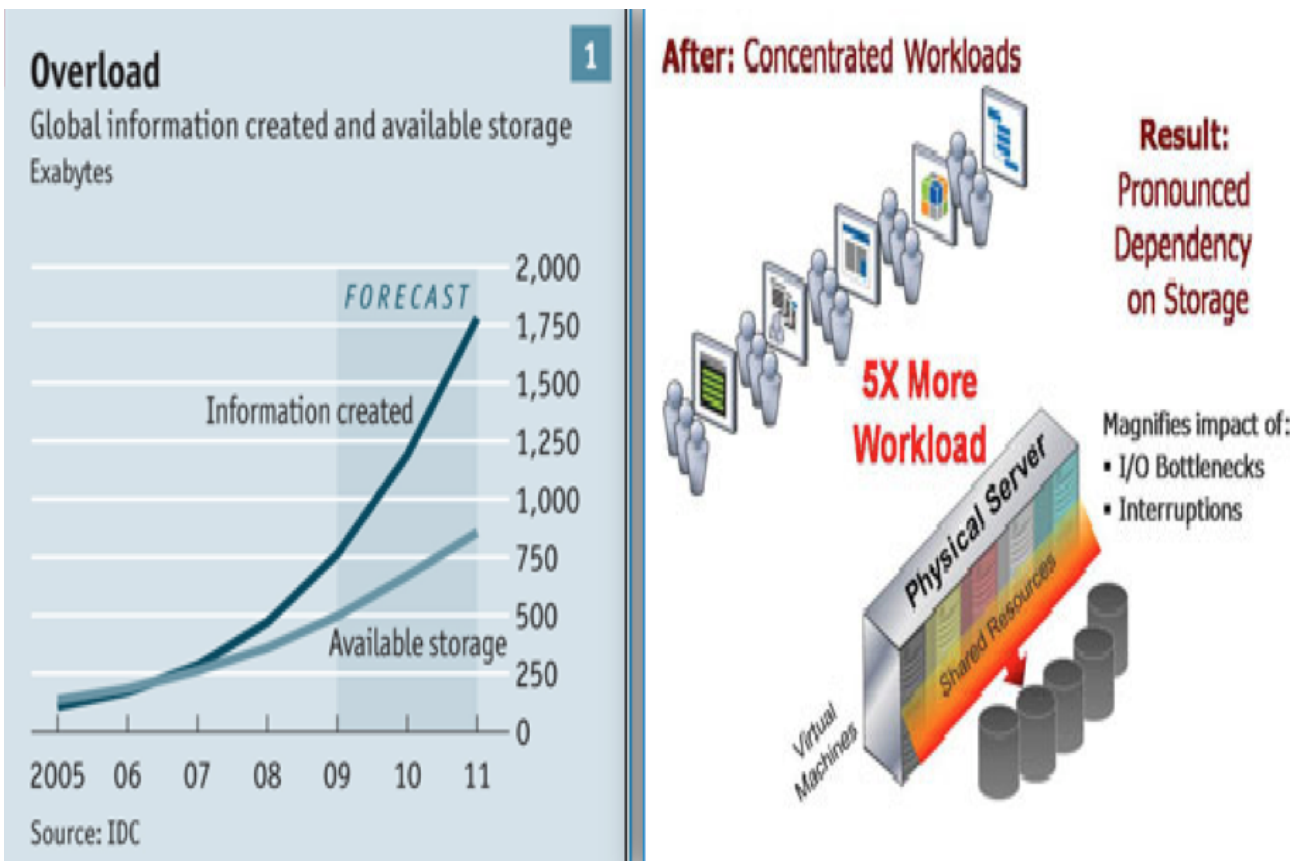 Overload
1
Global information created and available storage
Exabytes
2,000
FORECAST
1,750
1,500
Information created
1,250
1,000
750
500
Available storage
250
0
2005 06 07 08 09 10 11
Source: IDC
After: Concentrated Workloads
Result:
Pronounced
Dependency
on Storage
5X More
Workload
Magnifies impact of:
▪ I/O Bottlenecks
▪ Interruptions
Physical Server
Shared Resources
Virtual
Machines